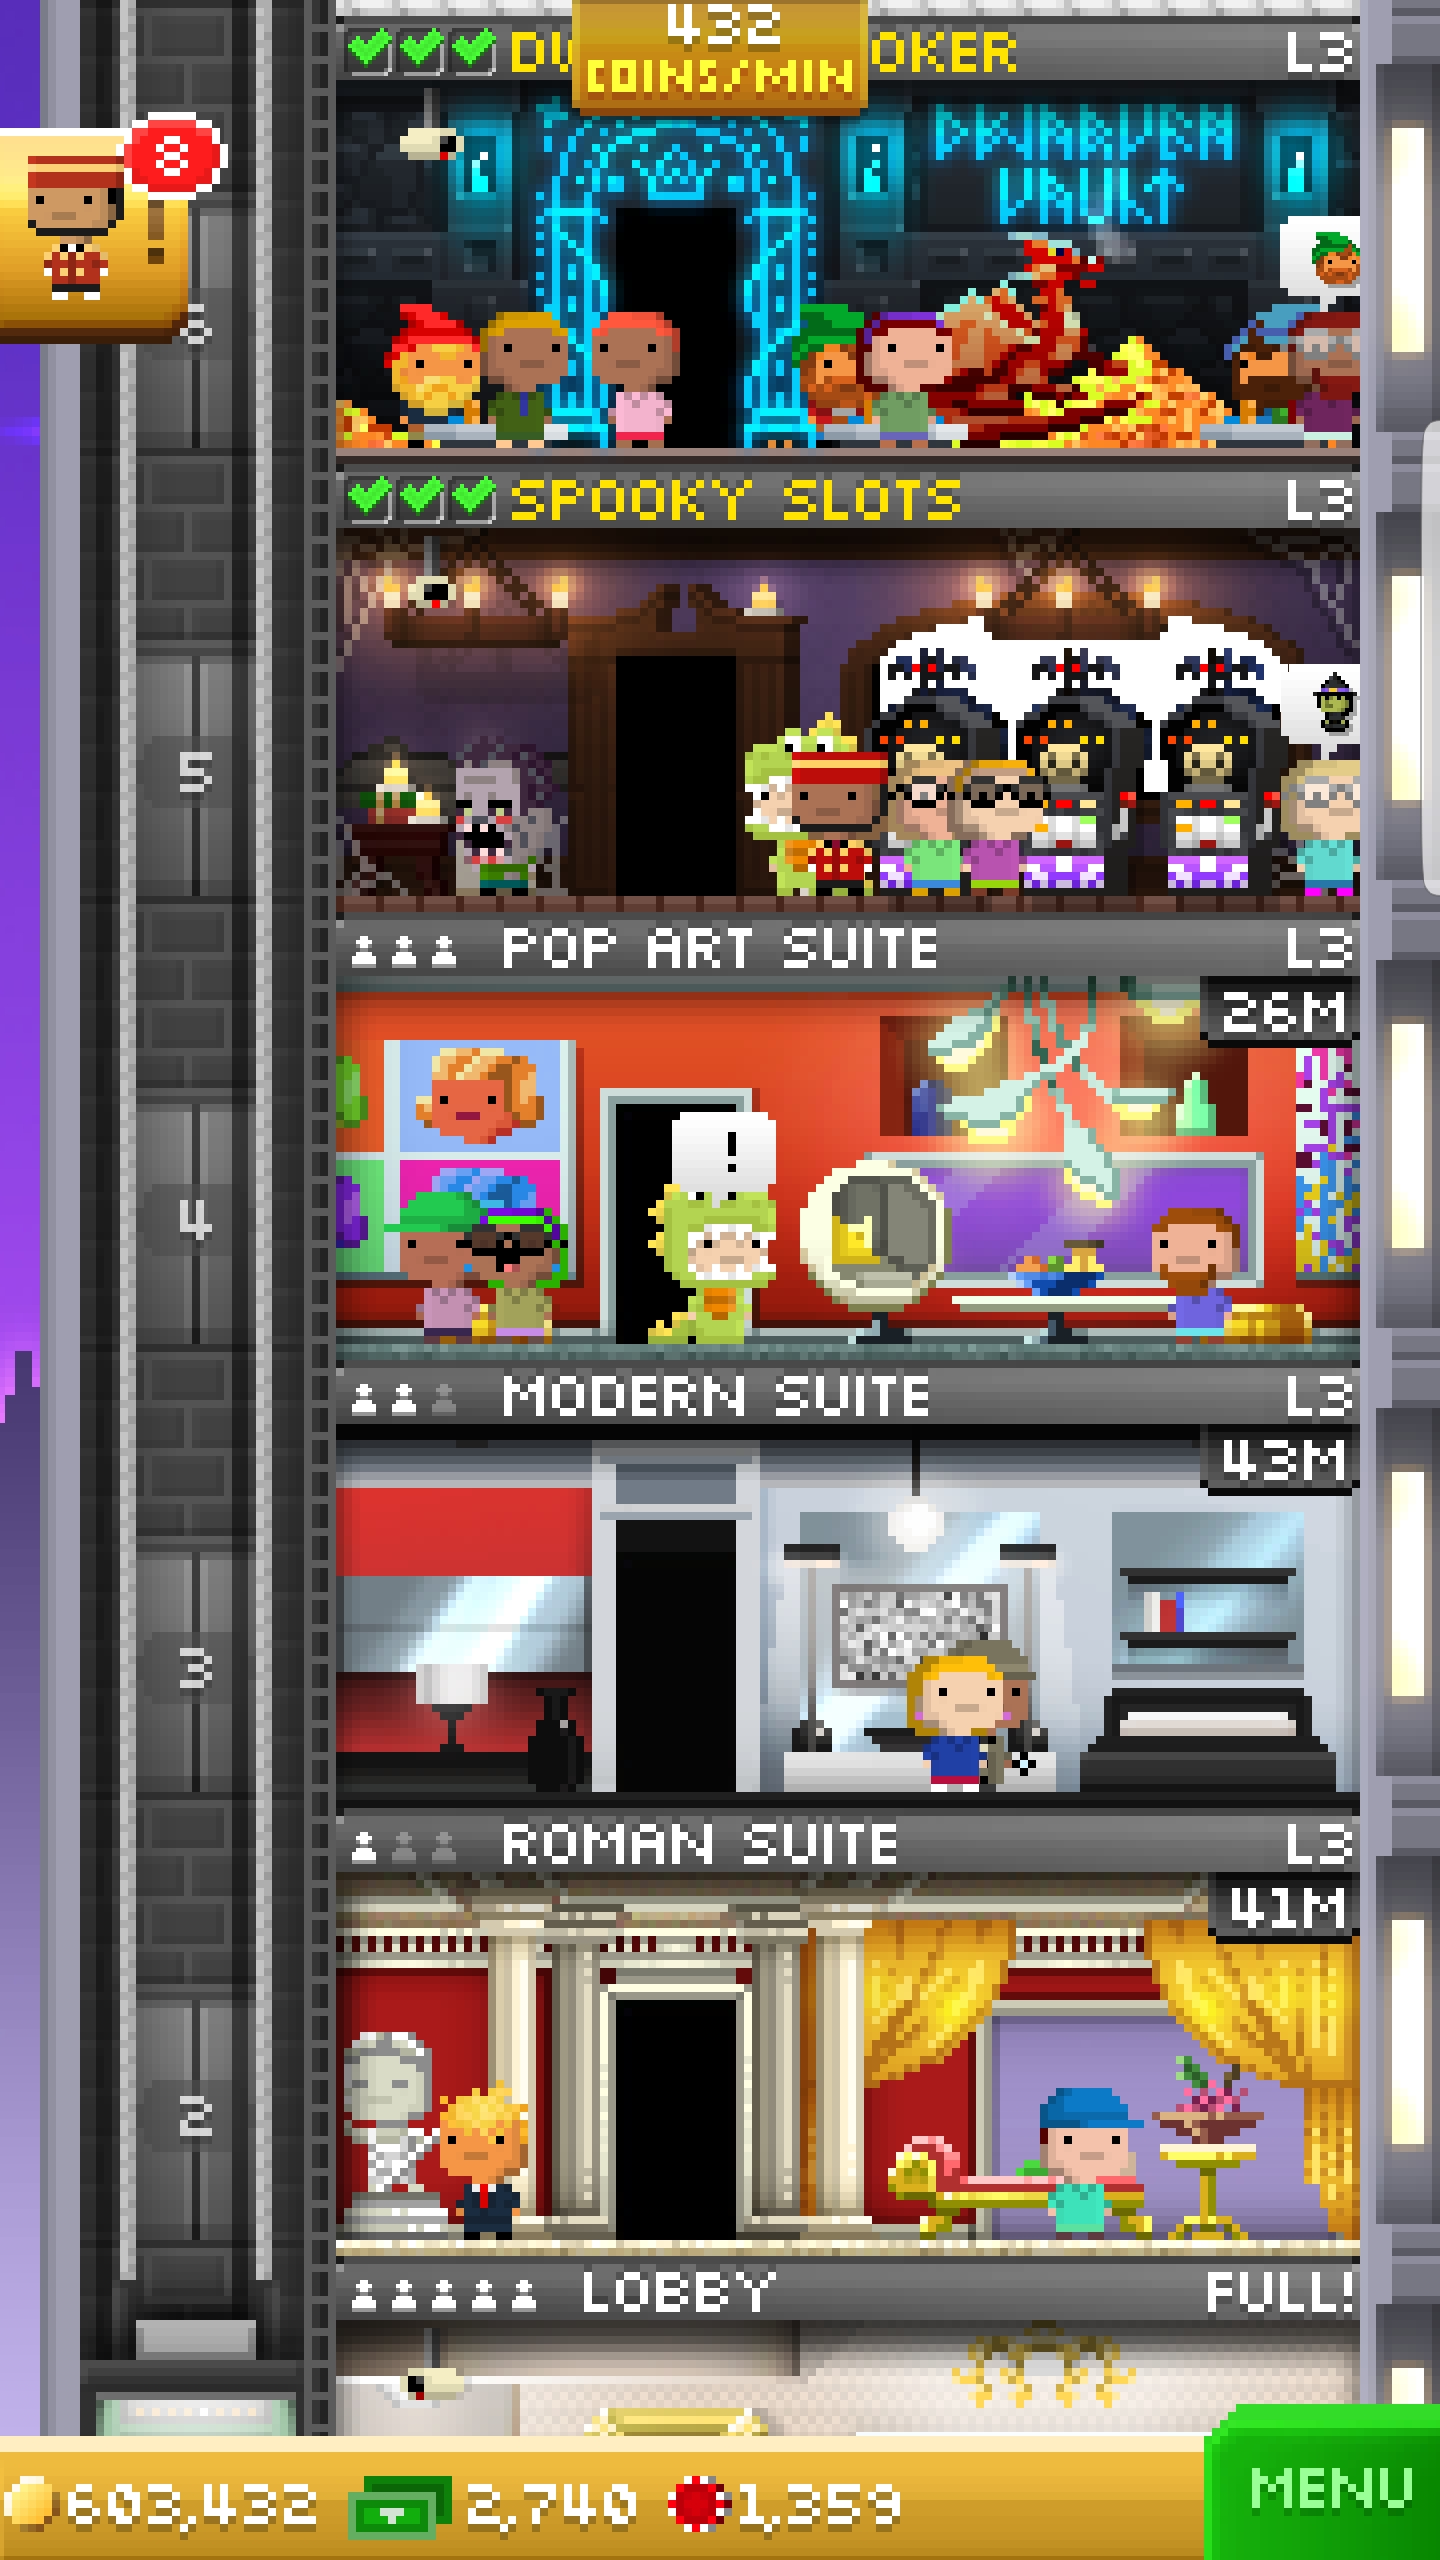 432
COINS/MIN
DW OKER L3
8
DWARVEN
VAULT
6
SPOOKY SLOTS L3
5
POP ART SUITE L3
26M
!
4
MODERN SUITE L3
43M
3
ROMAN SUITE L3
41M
2
LOBBY FULL!
603,432 2,740 1,359
MENU